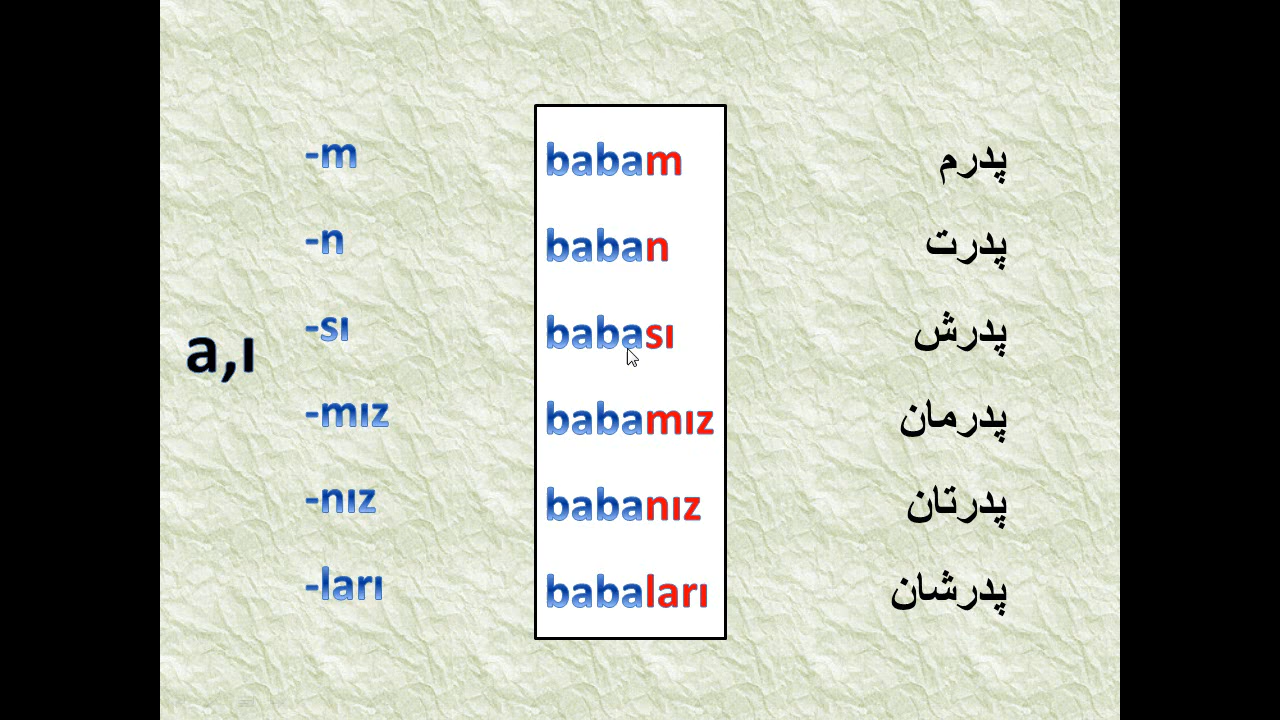 -m babam پدرم
-n baban پدرت
-sı babası پدرش
a,ı
-mız babamız پدرمان
-nız babanız پدرتان
-ları babaları پدرشان